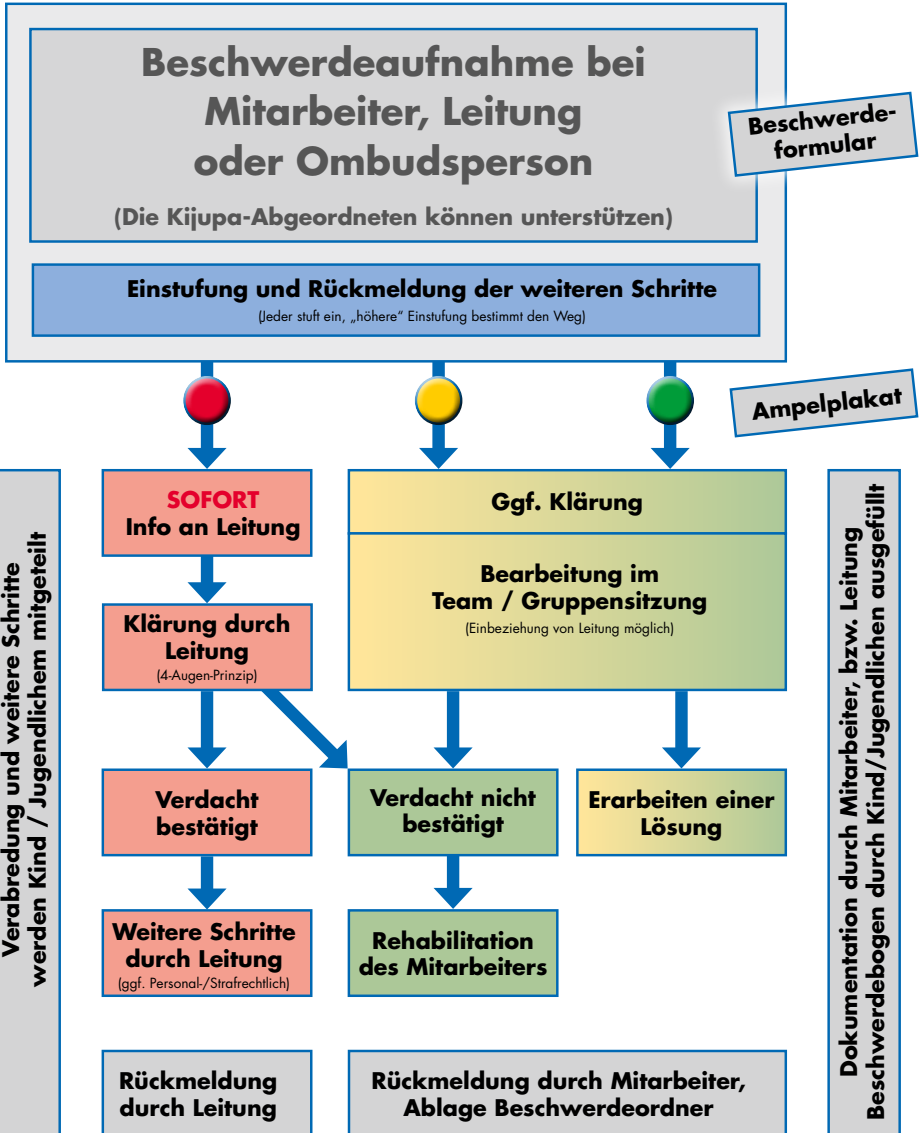 Beschwerdeaufnahme bei
Mitarbeiter, Leitung
oder Ombudsperson
(Die Kijupa-Abgeordneten können unterstützen)
Beschwerde-
formular
Einstufung und Rückmeldung der weiteren Schritte
(Jeder stuft ein, „höhere“ Einstufung bestimmt den Weg)
Ampelplakat
Verabredung und weitere Schritte
werden Kind / Jugendlichem mitgeteilt
SOFORT
Info an Leitung
Klärung durch
Leitung
(4-Augen-Prinzip)
Verdacht
bestätigt
Weitere Schritte
durch Leitung
(ggf. Personal-/Strafrechtlich)
Rückmeldung
durch Leitung
Ggf. Klärung
Bearbeitung im
Team / Gruppensitzung
(Einbeziehung von Leitung möglich)
Verdacht nicht
bestätigt
Erarbeiten einer
Lösung
Rehabilitation
des Mitarbeiters
Rückmeldung durch Mitarbeiter,
Ablage Beschwerdeordner
Dokumentation durch Mitarbeiter, bzw. Leitung
Beschwerdebogen durch Kind/Jugendlichen ausgefüllt